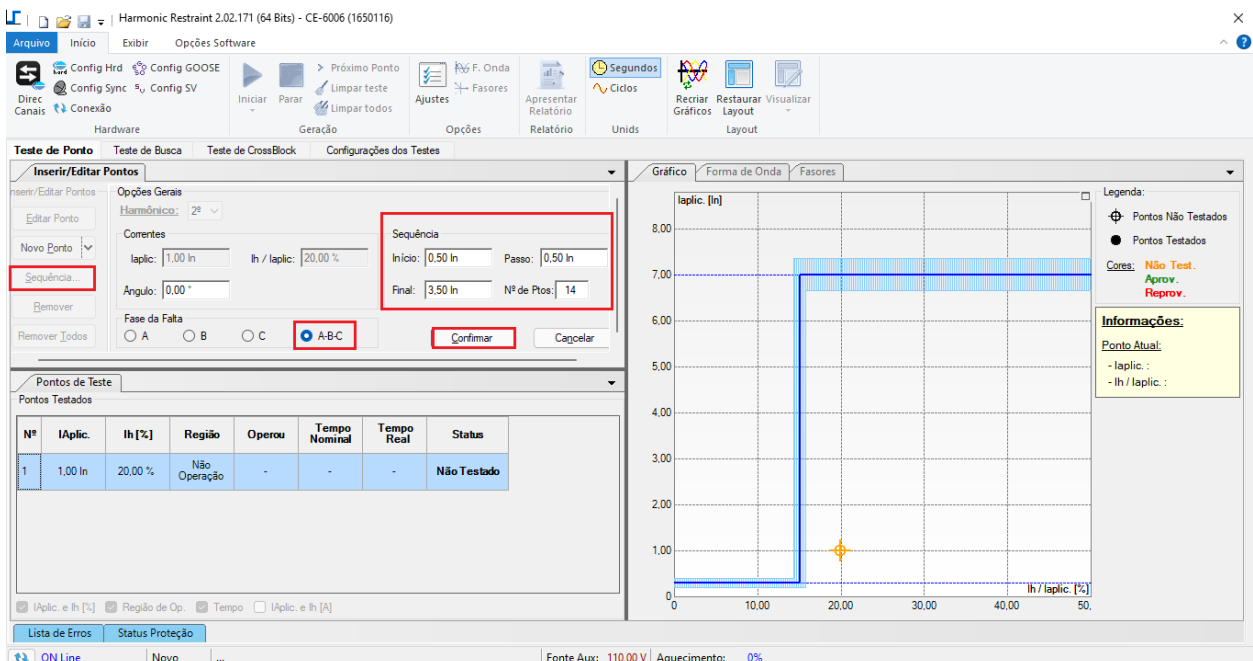 Harmonic Restraint 2.02.171 (64 Bits) - CE-6006 (1650116)
Arquivo Início Exibir Opções Software
Direc Canais
Config Hrd Config GOOSE
Config Sync Config SV
Conexão
Hardware
Iniciar Parar
Próximo Ponto
Limpar teste
Limpar todos
Geração
Ajustes
F. Onda
Fasores
Opções
Apresentar Relatório
Relatório
Segundos
Ciclos
Unids
Recriar Gráficos
Restaurar Layout
Visualizar
Layout
Teste de Ponto Teste de Busca Teste de CrossBlock Configurações dos Testes
Inserir/Editar Pontos
nserir/Editar Pontos
Editar Ponto
Novo Ponto
Sequência...
Remover
Remover Todos
Opções Gerais
Harmônico: 2º
Correntes
Iaplic: 1,00 In Ih / Iaplic: 20,00 %
Angulo: 0,00 °
Sequência
Início: 0,50 In Passo: 0,50 In
Final: 3,50 In Nº de Ptos: 14
Fase da Falta
A B C A-B-C
Confirmar Cancelar
Pontos de Teste
Pontos Testados
Nº IAplic. Ih [%] Região Operou Tempo Nominal Tempo Real Status
1 1,00 In 20,00 % Não Operação - - - Não Testado
IAplic. e Ih [%] Região de Op. Tempo IAplic. e Ih [A]
Gráfico Forma de Onda Fasores
Iaplic. [In]
8,00
7,00
6,00
5,00
4,00
3,00
2,00
1,00
0
0 10,00 20,00 30,00 40,00 50,
Ih / Iaplic. [%]
Legenda:
Pontos Não Testados
Pontos Testados
Cores: Não Test.
Aprov.
Reprov.
Informações:
Ponto Atual:
- Iaplic. :
- Ih / Iaplic. :
Lista de Erros Status Proteção
ON Line Novo ... Fonte Aux: 110,00 V Aquecimento: 0%